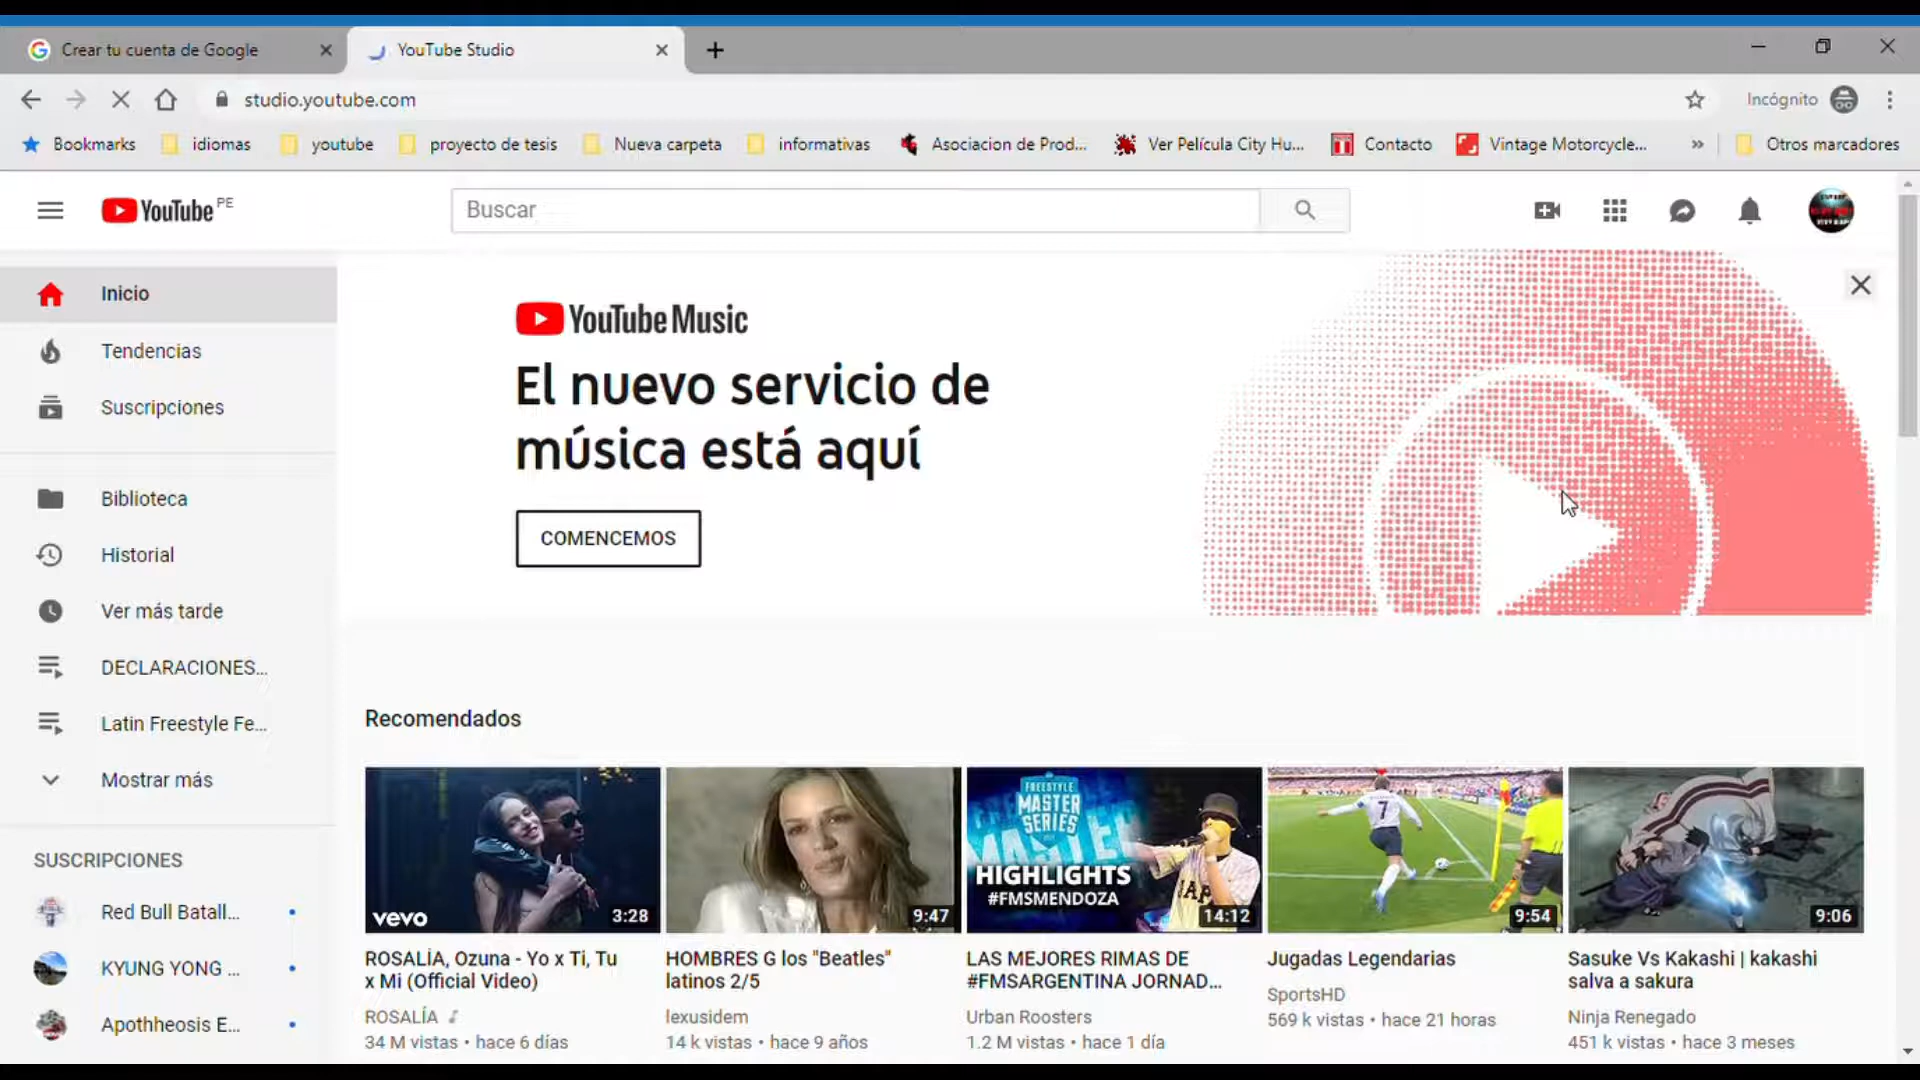 Crear tu cuenta de Google
YouTube Studio
studio.youtube.com
Incógnito
Bookmarks
idiomas
youtube
proyecto de tesis
Nueva carpeta
informativas
Asociacion de Prod...
Ver Película City Hu...
Contacto
Vintage Motorcycle...
»
Otros marcadores
YouTube PE
Buscar
Inicio
Tendencias
Suscripciones
Biblioteca
Historial
Ver más tarde
DECLARACIONES...
Latin Freestyle Fe...
Mostrar más
SUSCRIPCIONES
Red Bull Batall...
KYUNG YONG ...
Apothheosis E...
YouTube Music
El nuevo servicio de
música está aquí
COMENCEMOS
Recomendados
vevo
3:28
ROSALÍA, Ozuna - Yo x Ti, Tu
x Mi (Official Video)
ROSALÍA
34 M vistas • hace 6 días
9:47
HOMBRES G los "Beatles"
latinos 2/5
lexusidem
14 k vistas • hace 9 años
FREESTYLE
MASTER
SERIES
HIGHLIGHTS
#FMSMENDOZA
14:12
LAS MEJORES RIMAS DE
#FMSARGENTINA JORNAD...
Urban Roosters
1.2 M vistas • hace 1 día
7
9:54
Jugadas Legendarias
SportsHD
569 k vistas • hace 21 horas
9:06
Sasuke Vs Kakashi | kakashi
salva a sakura
Ninja Renegado
451 k vistas • hace 3 meses